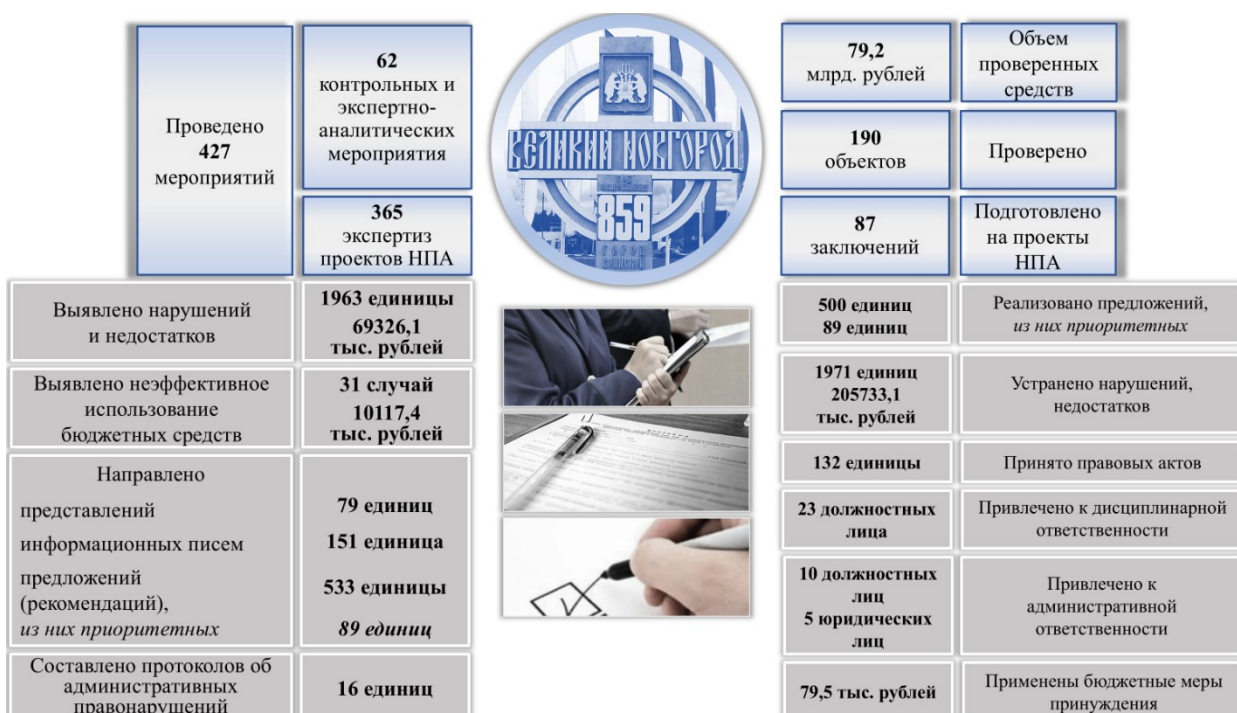 Проведено
427
мероприятий
62
контрольных и
экспертно-
аналитических
мероприятия
365
экспертиз
проектов НПА
ВЕЛИКИЙ НОВГОРОД
859
ГОРОД
79,2
млрд. рублей
Объем
проверенных
средств
190
объектов
Проверено
87
заключений
Подготовлено
на проекты
НПА
Выявлено нарушений
и недостатков
1963 единицы
69326,1
тыс. рублей
Выявлено неэффективное
использование
бюджетных средств
31 случай
10117,4
тыс. рублей
Направлено
представлений
79 единиц
информационных писем
151 единица
предложений
(рекомендаций),
533 единицы
из них приоритетных
89 единиц
Составлено протоколов об
административных
правонарушений
16 единиц
500 единиц
89 единиц
Реализовано предложений,
из них приоритетных
1971 единиц
205733,1
тыс. рублей
Устранено нарушений,
недостатков
132 единицы
Принято правовых актов
23 должностных
лица
Привлечено к дисциплинарной
ответственности
10 должностных
лиц
5 юридических
лиц
Привлечено к
административной
ответственности
79,5 тыс. рублей
Применены бюджетные меры
принуждения